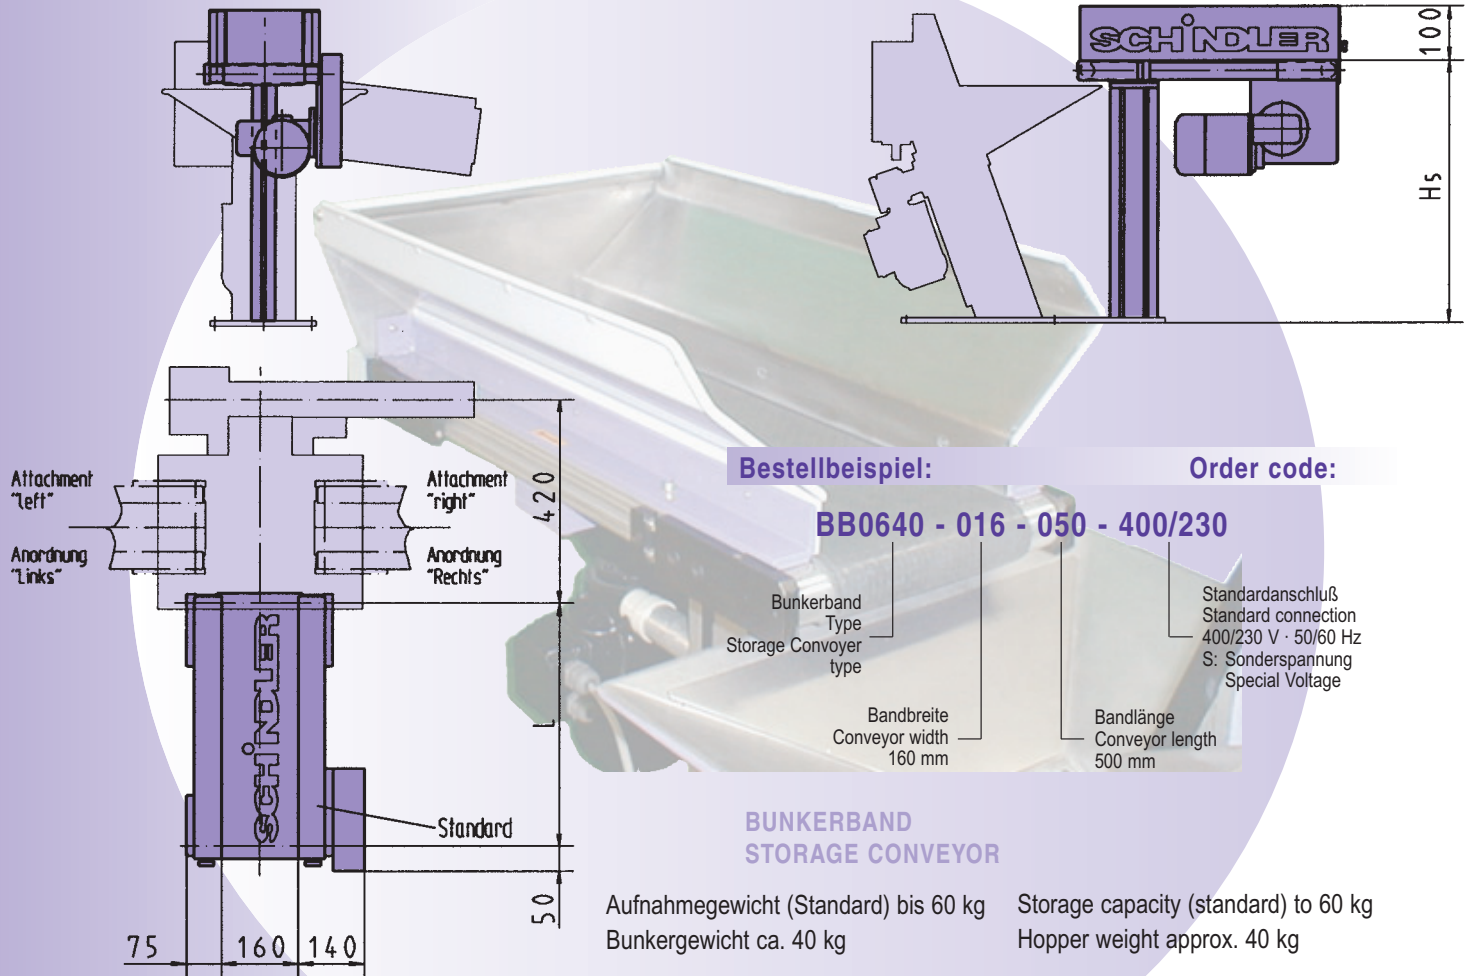 SCHINDLER
100
Hs
Attachment
"left"
Attachment
"right"
Anordnung
"Links"
Anordnung
"Rechts"
420
SCHINDLER
L
Standard
50
75
160
140
Bestellbeispiel:
Order code:
BB0640 - 016 - 050 - 400/230
Bunkerband
Type
Storage Convoyer
type
Bandbreite
Conveyor width
160 mm
Bandlänge
Conveyor length
500 mm
Standardanschluß
Standard connection
400/230 V · 50/60 Hz
S: Sonderspannung
Special Voltage
BUNKERBAND
STORAGE CONVEYOR
Aufnahmegewicht (Standard) bis 60 kg
Bunkergewicht ca. 40 kg
Storage capacity (standard) to 60 kg
Hopper weight approx. 40 kg